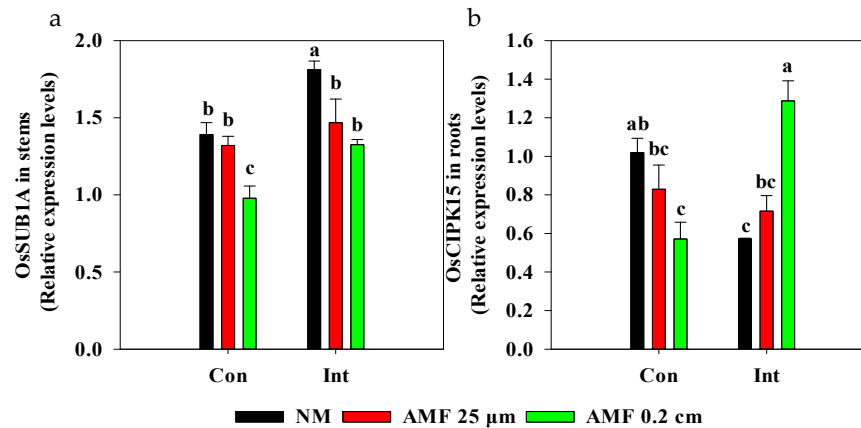 a
b
2.0
1.5
1.0
0.5
0.0
OsSUB1A in stems
(Relative expression levels)
b
b
c
a
b
b
Con
Int
1.6
1.4
1.2
1.0
0.8
0.6
0.4
0.2
0.0
OsCIPK15 in roots
(Relative expression levels)
ab
bc
c
c
bc
a
Con
Int
NM
AMF 25 μm
AMF 0.2 cm